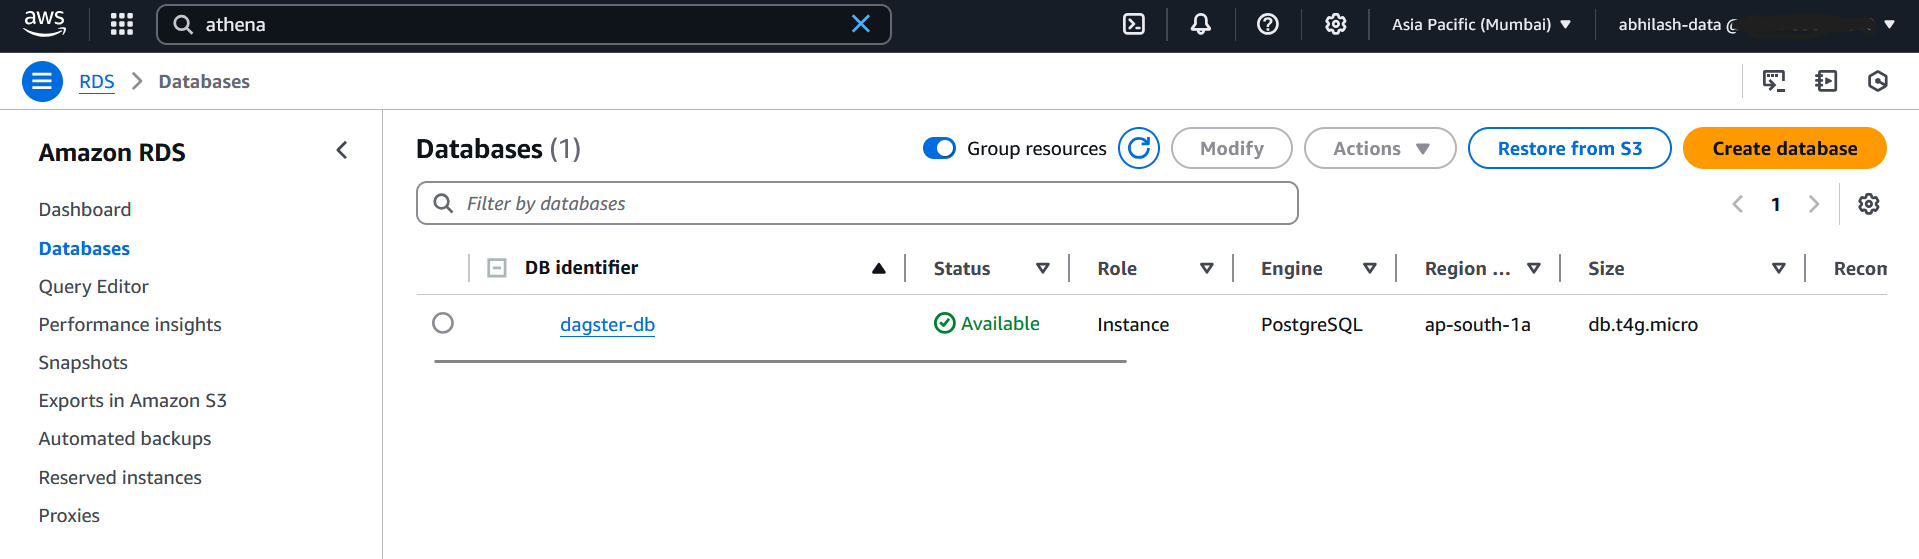 aws
athena
Asia Pacific (Mumbai)
abhilash-data @
RDS
Databases
Amazon RDS
Dashboard
Databases
Query Editor
Performance insights
Snapshots
Exports in Amazon S3
Automated backups
Reserved instances
Proxies
Databases (1)
Group resources
Modify
Actions
Restore from S3
Create database
Filter by databases
1
DB identifier
Status
Role
Engine
Region ...
Size
Recom
dagster-db
Available
Instance
PostgreSQL
ap-south-1a
db.t4g.micro